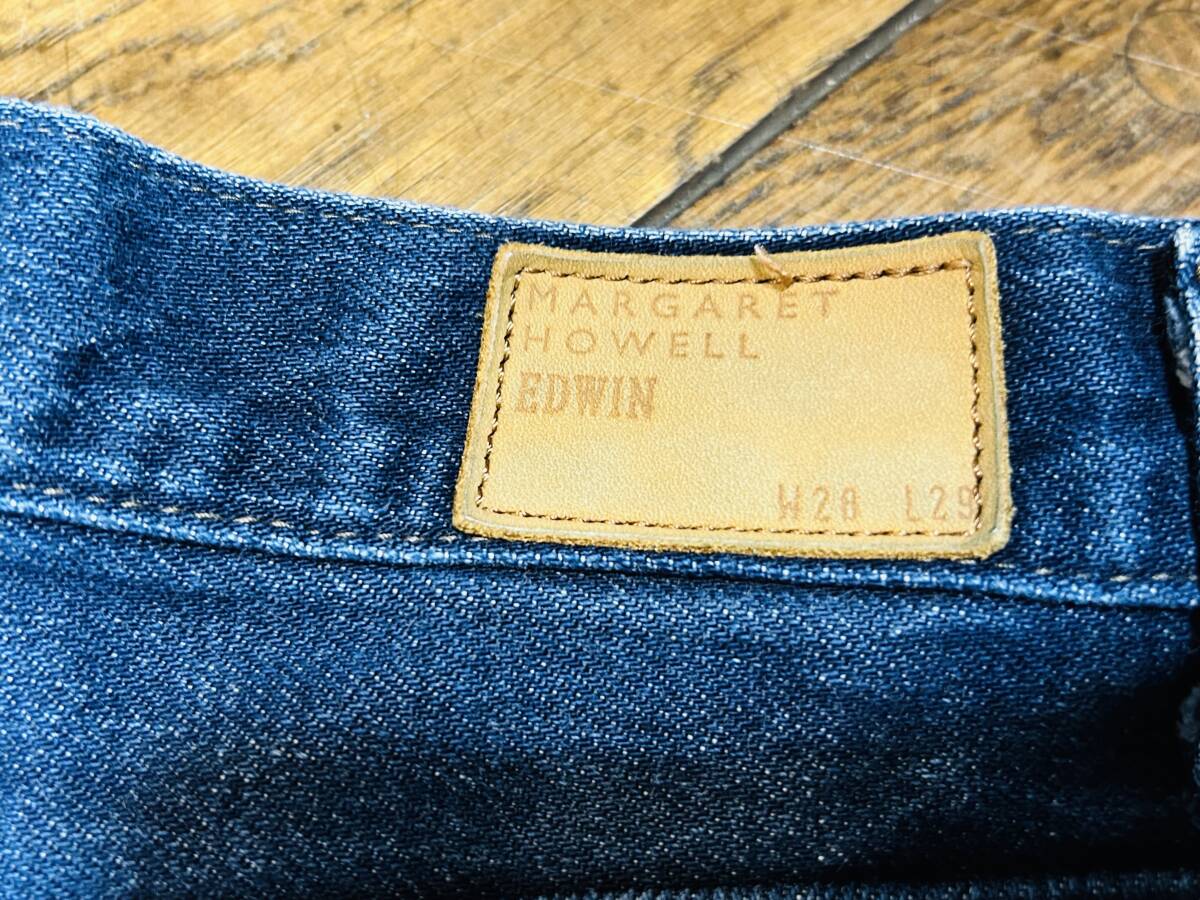 MARGARET
HOWELL
EDWIN
W28 L29